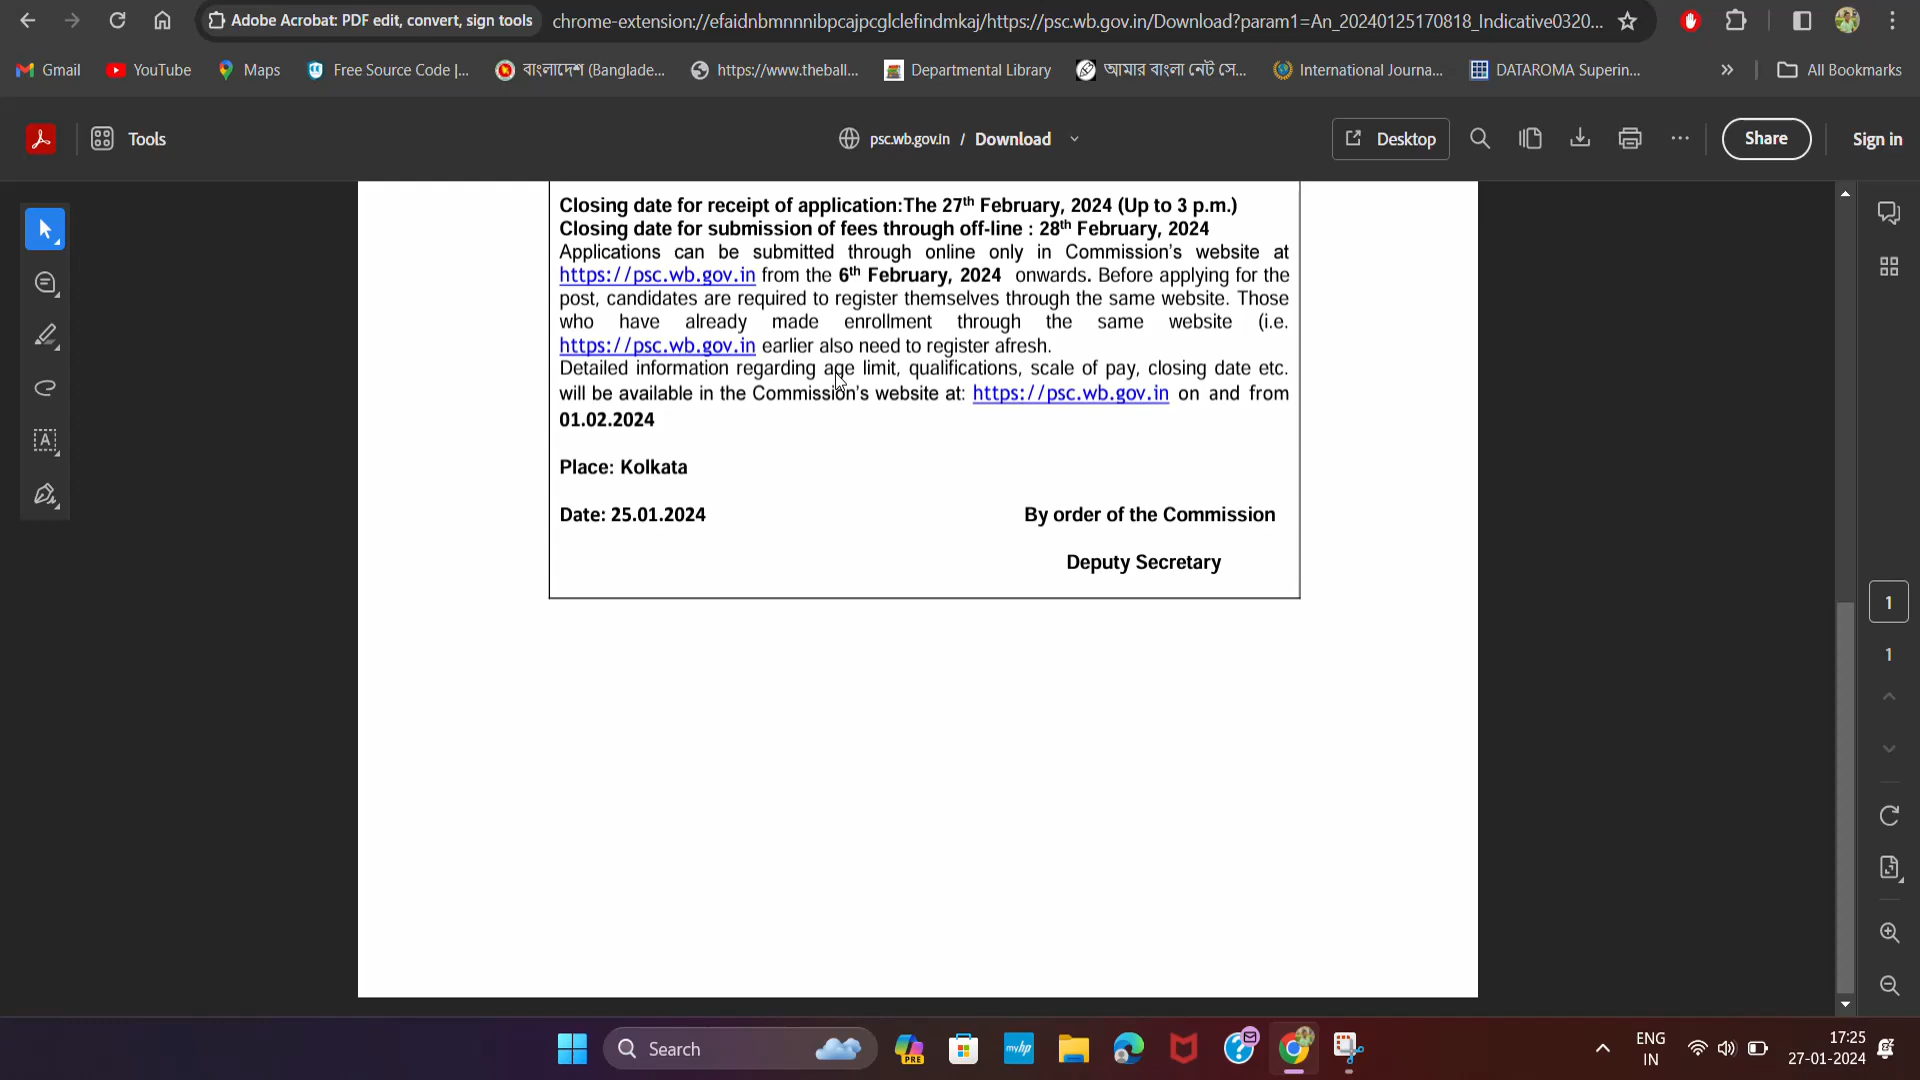 Adobe Acrobat: PDF edit, convert, sign tools
chrome-extension://efaidnbmnnnibpcajpcglclefindmkaj/https://psc.wb.gov.in/Download?param1=An_20240125170818_Indicative0320...
Gmail
YouTube
Maps
Free Source Code |...
বাংলাদেশ (Banglade...
https://www.theball...
Departmental Library
আমার বাংলা নেট সে...
International Journa...
DATAROMA Superin...
All Bookmarks
Tools
psc.wb.gov.in / Download
Desktop
Share
Sign in
Closing date for receipt of application:The 27th February, 2024 (Up to 3 p.m.)
Closing date for submission of fees through off-line : 28th February, 2024
Applications can be submitted through online only in Commission's website at
https://psc.wb.gov.in from the 6th February, 2024 onwards. Before applying for the
post, candidates are required to register themselves through the same website. Those
who have already made enrollment through the same website (i.e.
https://psc.wb.gov.in earlier also need to register afresh.
Detailed information regarding age limit, qualifications, scale of pay, closing date etc.
will be available in the Commission's website at: https://psc.wb.gov.in on and from
01.02.2024
Place: Kolkata
Date: 25.01.2024 By order of the Commission
Deputy Secretary
1
1
Search
PRE
myhp
ENG
IN
17:25
27-01-2024